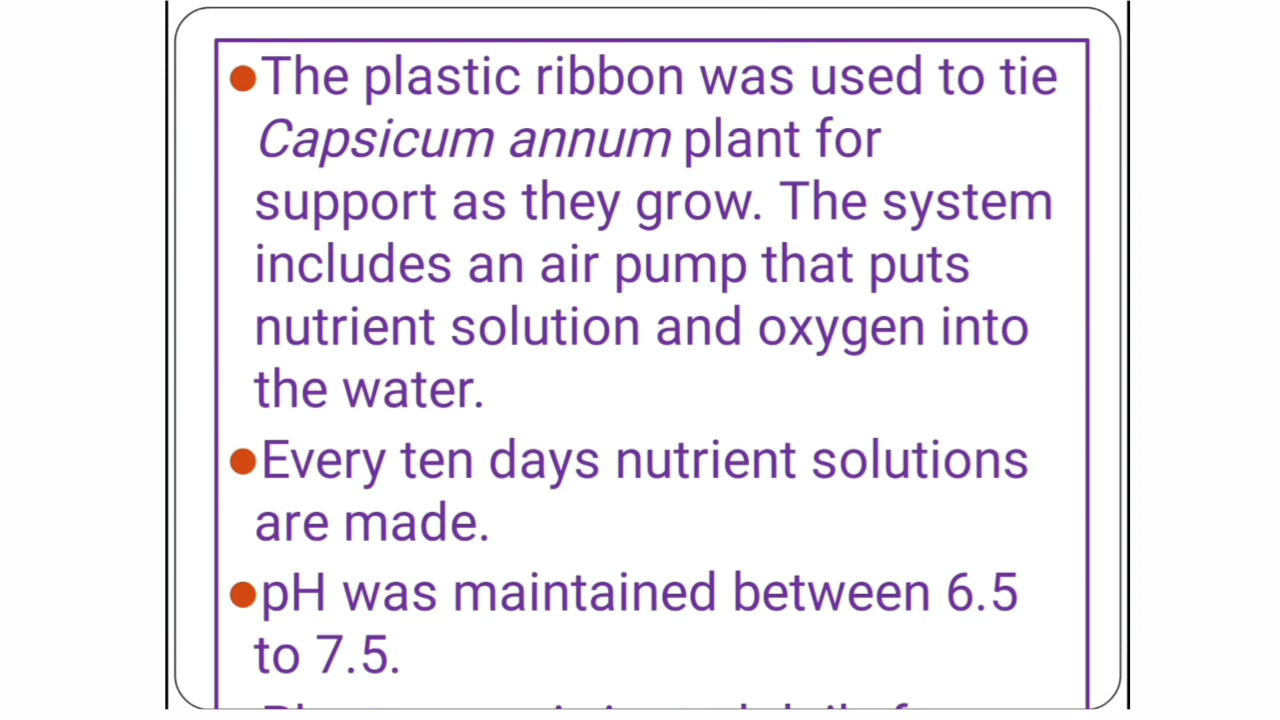 ●The plastic ribbon was used to tie
Capsicum annum plant for
support as they grow. The system
includes an air pump that puts
nutrient solution and oxygen into
the water.
●Every ten days nutrient solutions
are made.
●pH was maintained between 6.5
to 7.5.